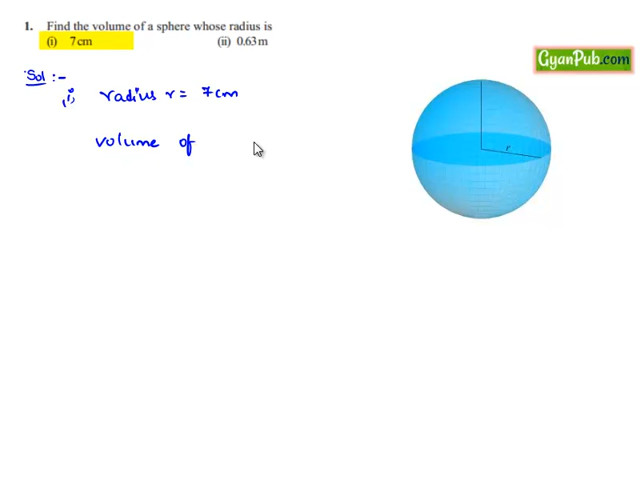 1. Find the volume of a sphere whose radius is
(i) 7 cm (ii) 0.63 m
GyanPub.com
Sol :-
(i) radius r = 7 cm
volume of
r